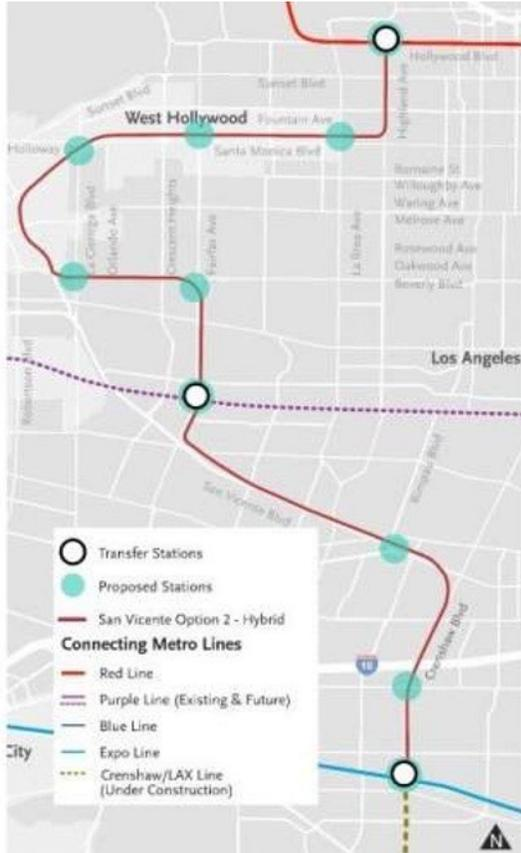 Hollywood Blvd
Sunset Blvd
Sunset Blvd
Highland Ave
West Hollywood
Fountain Ave
Holloway
Santa Monica Blvd
Romaine St
Willoughby Ave
Waring Ave
Melrose Ave
La Cienega Blvd
Orlando Ave
Crescent Heights
Fairfax Ave
La Brea Ave
Rosewood Ave
Oakwood Ave
Beverly Blvd
Robertson Blvd
Los Angeles
San Vicente Blvd
Rimpau Blvd
Transfer Stations
Proposed Stations
San Vicente Option 2 - Hybrid
Connecting Metro Lines
Red Line
Purple Line (Existing & Future)
Blue Line
Expo Line
Crenshaw/LAX Line
(Under Construction)
10
Crenshaw Blvd
City
N